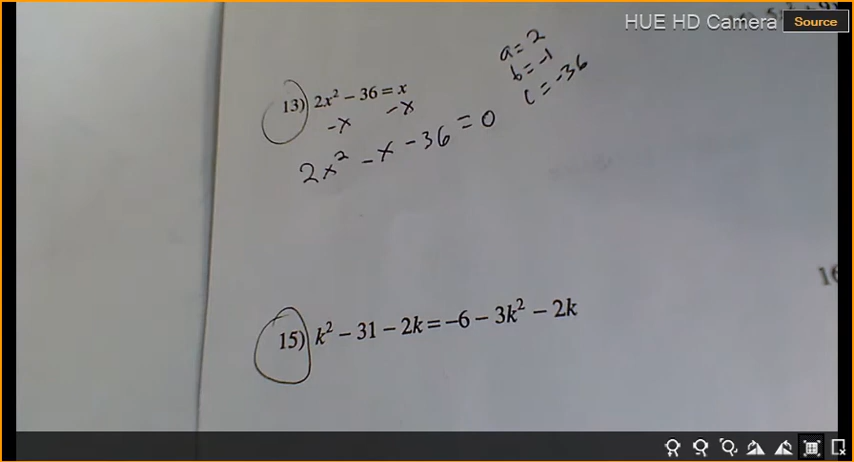 HUE HD Camera Source
a=2
b=-1
c=-36
13) 2x² − 36 = x
-x -x
2x² - x - 36 = 0
15) k² − 31 − 2k = −6 − 3k² − 2k